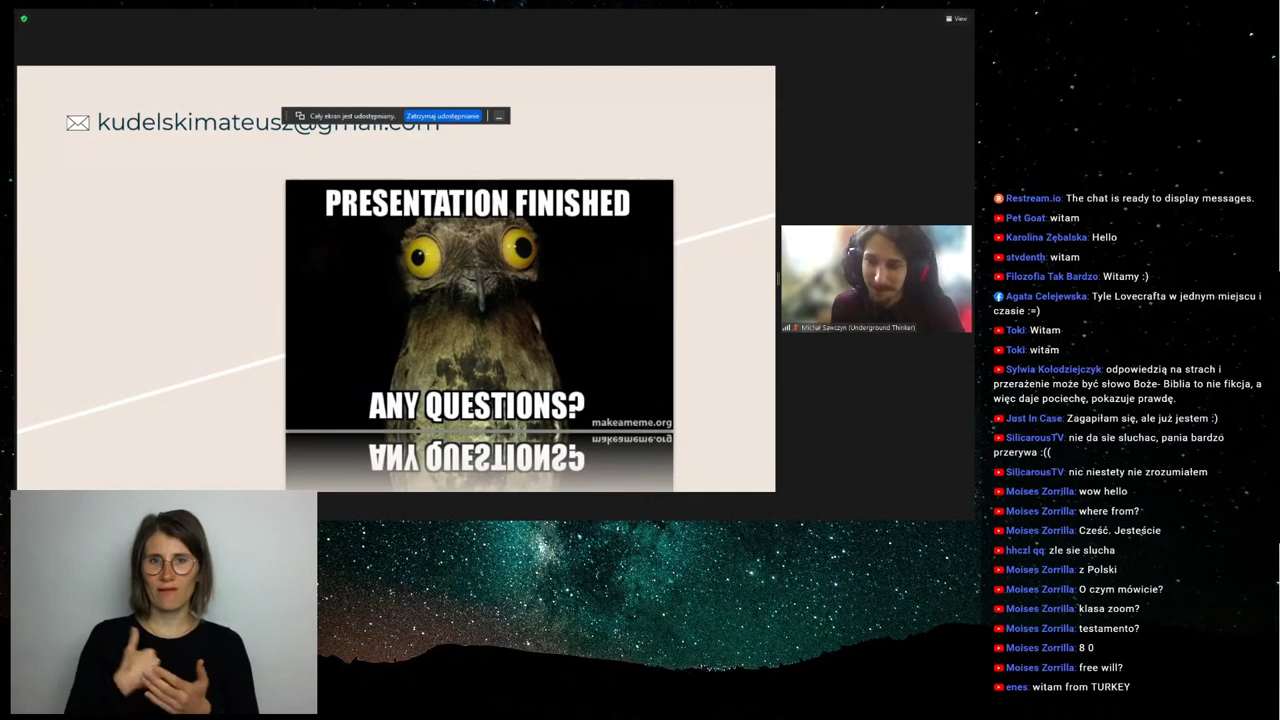 View
kudelskimateusz@gmail.com
Cały ekran jest udostępniany.
Zatrzymaj udostępnianie
...
PRESENTATION FINISHED
ANY QUESTIONS?
makeameme.org
makeameme.org
ANY QUESTIONS?
Michał Sawczyn (Underground Thinker)
Restream.io: The chat is ready to display messages.
Pet Goat: witam
Karolina Zębalska: Hello
stvdenth: witam
Filozofia Tak Bardzo: Witamy :)
Agata Celejewska: Tyle Lovecrafta w jednym miejscu i
czasie :=)
Toki: Witam
Toki: witam
Sylwia Kołodziejczyk: odpowiedzią na strach i
przerażenie może być słowo Boże- Biblia to nie fikcja, a
więc daje pociechę, pokazuje prawdę.
Just In Case: Zagapiłam się, ale już jestem :)
SilicarousTV: nie da sie sluchac, pania bardzo
przerywa :((
SilicarousTV: nic niestety nie zrozumiałem
Moises Zorrilla: wow hello
Moises Zorrilla: where from?
Moises Zorrilla: Cześć. Jesteście
hhczl qq: zle sie slucha
Moises Zorrilla: z Polski
Moises Zorrilla: O czym mówicie?
Moises Zorrilla: klasa zoom?
Moises Zorrilla: testamento?
Moises Zorrilla: 8 0
Moises Zorrilla: free will?
enes: witam from TURKEY